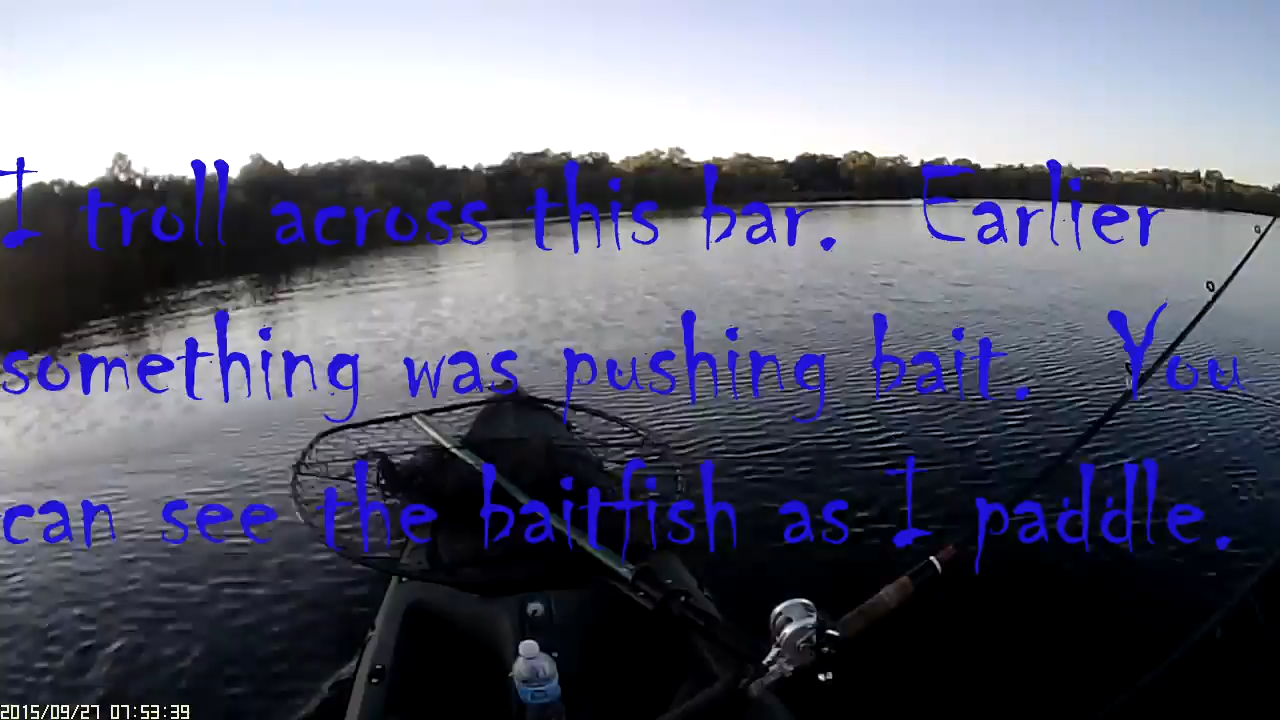 I troll across this bar.  Earlier
something was pushing bait.  You
can see the baitfish as I paddle.
2015/09/27 07:53:39